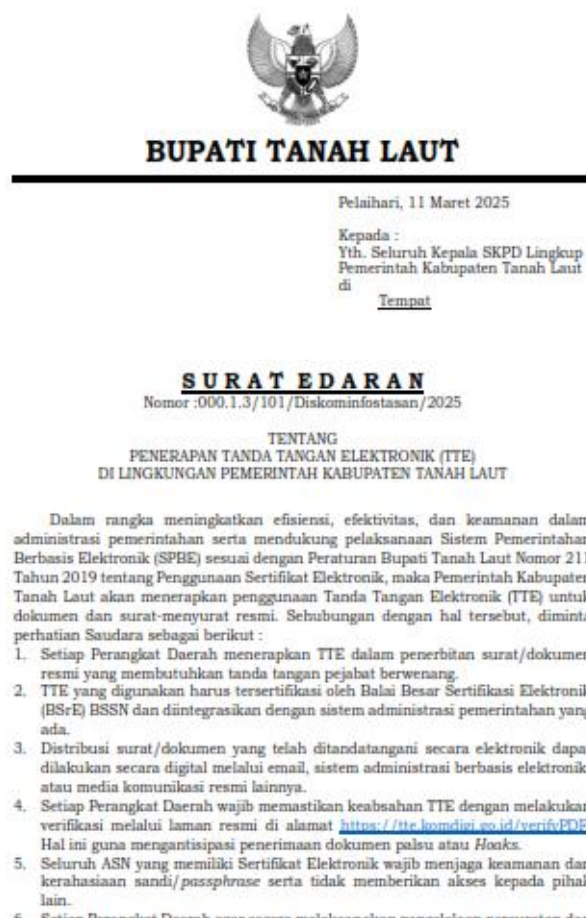 BUPATI TANAH LAUT
Pelaihari, 11 Maret 2025
Kepada :
Yth. Seluruh Kepala SKPD Lingkup
Pemerintah Kabupaten Tanah Laut
di
Tempat
SURAT EDARAN
Nomor :000.1.3/101/Diskominfostasan/2025
TENTANG
PENERAPAN TANDA TANGAN ELEKTRONIK (TTE)
DI LINGKUNGAN PEMERINTAH KABUPATEN TANAH LAUT
Dalam rangka meningkatkan efisiensi, efektivitas, dan keamanan dalam
administrasi pemerintahan serta mendukung pelaksanaan Sistem Pemerintahan
Berbasis Elektronik (SPBE) sesuai dengan Peraturan Bupati Tanah Laut Nomor 211
Tahun 2019 tentang Penggunaan Sertifikat Elektronik, maka Pemerintah Kabupaten
Tanah Laut akan menerapkan penggunaan Tanda Tangan Elektronik (TTE) untuk
dokumen dan surat-menyurat resmi. Sehubungan dengan hal tersebut, diminta
perhatian Saudara sebagai berikut :
1. Setiap Perangkat Daerah menerapkan TTE dalam penerbitan surat/dokumen
resmi yang membutuhkan tanda tangan pejabat berwenang.
2. TTE yang digunakan harus tersertifikasi oleh Balai Besar Sertifikasi Elektronik
(BSrE) BSSN dan diintegrasikan dengan sistem administrasi pemerintahan yang
ada.
3. Distribusi surat/dokumen yang telah ditandatangani secara elektronik dapat
dilakukan secara digital melalui email, sistem administrasi berbasis elektronik,
atau media komunikasi resmi lainnya.
4. Setiap Perangkat Daerah wajib memastikan keabsahan TTE dengan melakukan
verifikasi melalui laman resmi di alamat https://tte.komdigi.go.id/verifyPDF
Hal ini guna mengantisipasi penerimaan dokumen palsu atau Hoaks.
5. Seluruh ASN yang memiliki Sertifikat Elektronik wajib menjaga keamanan dan
kerahasiaan sandi/passphrase serta tidak memberikan akses kepada pihak
lain.